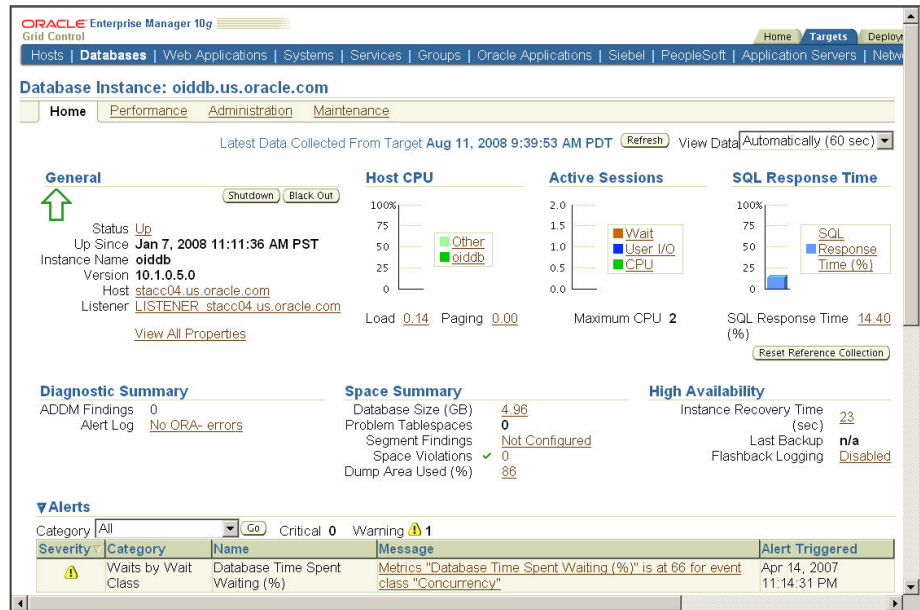 ORACLE Enterprise Manager 10g
Grid Control
Home Targets
Hosts | Databases | Web Applications | Systems | Services | Groups | Oracle Applications | Siebel | PeopleSoft | Application Servers |
Database Instance: oiddb.us.oracle.com
Home Performance Administration Maintenance
Latest Data Collected From Target Aug 11, 2008 9:39:53 AM PDT Refresh View Data Automatically (60 sec)
General
Shutdown Black Out
Status Up
Up Since Jan 7, 2008 11:11:36 AM PST
Instance Name oiddb
Version 10.1.0.5.0
Host stacc04.us.oracle.com
Listener LISTENER_stacc04.us.oracle.com
View All Properties
Host CPU
100%
75
50
25
0
Other
oiddb
Load 0.14 Paging 0.00
Active Sessions
2.0
1.5
1.0
0.5
0.0
Wait
User I/O
CPU
Maximum CPU 2
SQL Response Time
100%
75
50
25
0
SQL
Response
Time (%)
SQL Response Time 14.40
(%)
Reset Reference Collection
Diagnostic Summary
ADDM Findings 0
Alert Log No ORA- errors
Space Summary
Database Size (GB) 4.96
Problem Tablespaces 0
Segment Findings Not Configured
Space Violations 0
Dump Area Used (%) 86
High Availability
Instance Recovery Time
(sec) 23
Last Backup n/a
Flashback Logging Disabled
Alerts
Category All Go Critical 0 Warning 1
Severity Category Name Message Alert Triggered
Waits by Wait Class Database Time Spent Waiting (%) Metrics "Database Time Spent Waiting (%)" is at 66 for event class "Concurrency" Apr 14, 2007 11:14:31 PM